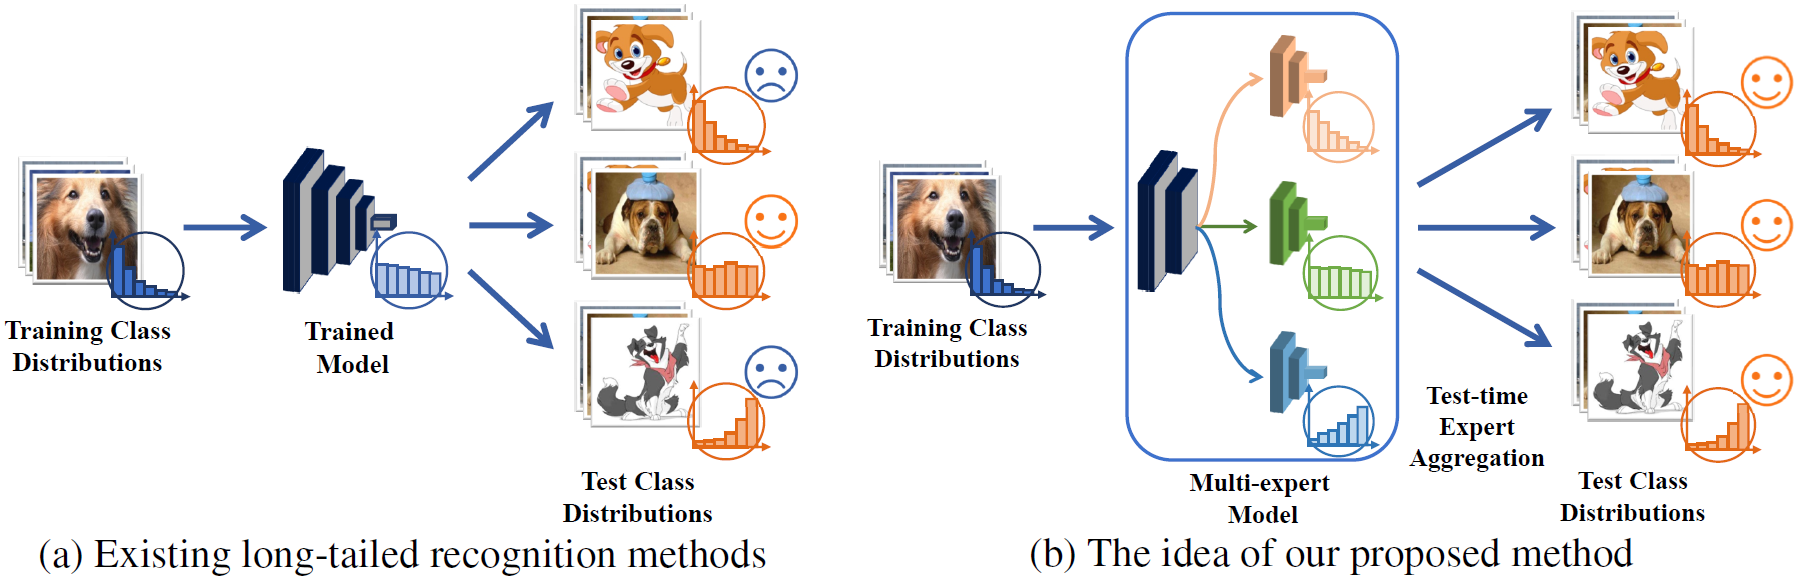 Training Class
Distributions
Trained
Model
Test Class
Distributions
(a) Existing long-tailed recognition methods
Training Class
Distributions
Multi-expert
Model
Test-time
Expert
Aggregation
Test Class
Distributions
(b) The idea of our proposed method